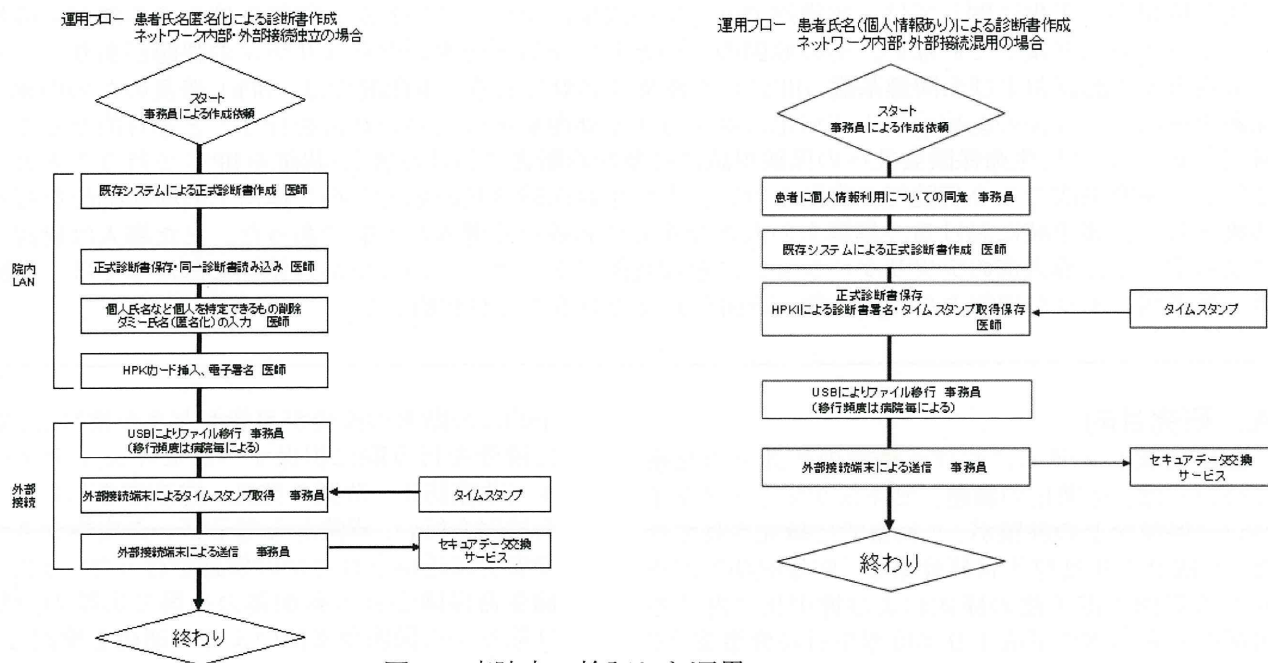 運用フロー 患者氏名匿名化による診断書作成
ネットワーク内部・外部接続独立の場合
スタート
事務員による作成依頼
院内
LAN
既存システムによる正式診断書作成 医師
正式診断書保存・同一診断書読み込み 医師
個人氏名など個人を特定できるもの削除
ダミー氏名(匿名化)の入力 医師
HPKIカード挿入、電子署名 医師
外部
接続
USBによりファイル移行 事務員
(移行頻度は病院毎による)
外部接続端末によるタイムスタンプ取得 事務員
タイムスタンプ
外部接続端末による送信 事務員
セキュアデータ交換
サービス
終わり
運用フロー 患者氏名(個人情報あり)による診断書作成
ネットワーク内部・外部接続混用の場合
スタート
事務員による作成依頼
患者に個人情報利用についての同意 事務員
既存システムによる正式診断書作成 医師
正式診断書保存
HPKIによる診断書署名・タイムスタンプ取得保存
医師
タイムスタンプ
USBによりファイル移行 事務員
(移行頻度は病院毎による)
外部接続端末による送信 事務員
セキュアデータ交換
サービス
終わり